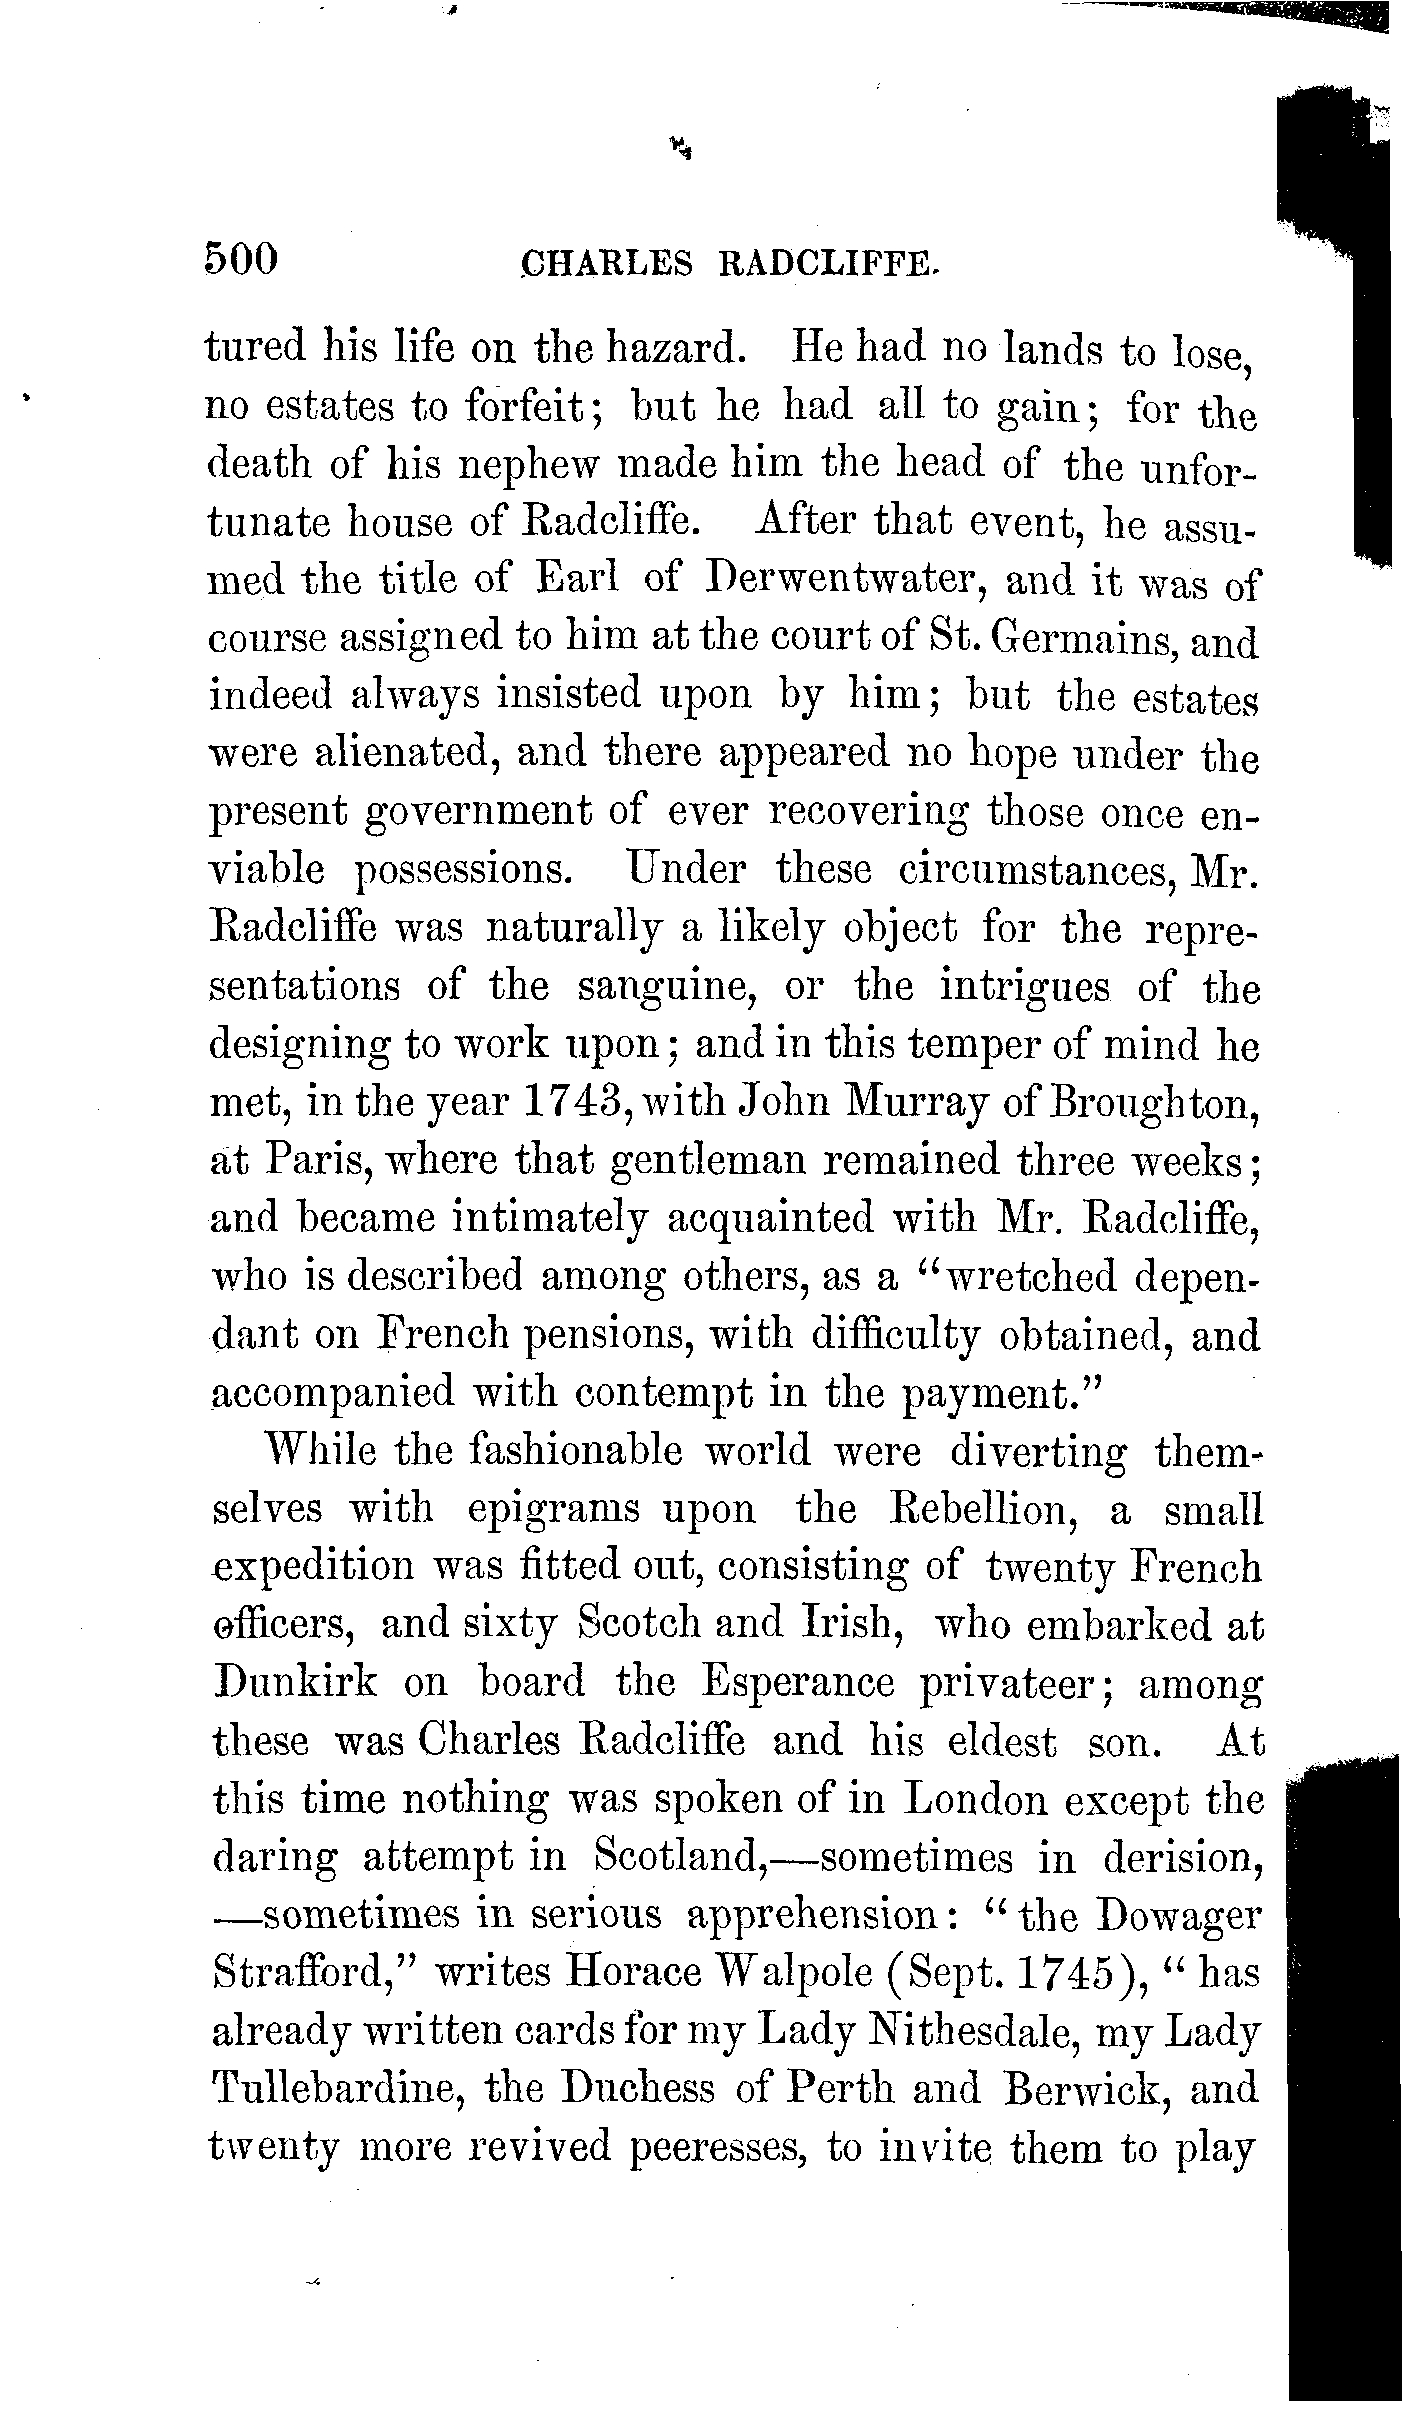 500 CHARLES RADCLIFFE.
tured his life on the hazard. He had no lands to lose,
no estates to forfeit; but he had all to gain; for the
death of his nephew made him the head of the unfor-
tunate house of Radcliffe. After that event, he assu-
med the title of Earl of Derwentwater, and it was of
course assigned to him at the court of St. Germains, and
indeed always insisted upon by him; but the estates
were alienated, and there appeared no hope under the
present government of ever recovering those once en-
viable possessions. Under these circumstances, Mr.
Radcliffe was naturally a likely object for the repre-
sentations of the sanguine, or the intrigues of the
designing to work upon; and in this temper of mind he
met, in the year 1743, with John Murray of Broughton,
at Paris, where that gentleman remained three weeks;
and became intimately acquainted with Mr. Radcliffe,
who is described among others, as a "wretched depen-
dant on French pensions, with difficulty obtained, and
accompanied with contempt in the payment."
While the fashionable world were diverting them-
selves with epigrams upon the Rebellion, a small
expedition was fitted out, consisting of twenty French
officers, and sixty Scotch and Irish, who embarked at
Dunkirk on board the Esperance privateer; among
these was Charles Radcliffe and his eldest son. At
this time nothing was spoken of in London except the
daring attempt in Scotland,—sometimes in derision,
—sometimes in serious apprehension: "the Dowager
Strafford," writes Horace Walpole (Sept. 1745), "has
already written cards for my Lady Nithesdale, my Lady
Tullebardine, the Duchess of Perth and Berwick, and
twenty more revived peeresses, to invite them to play